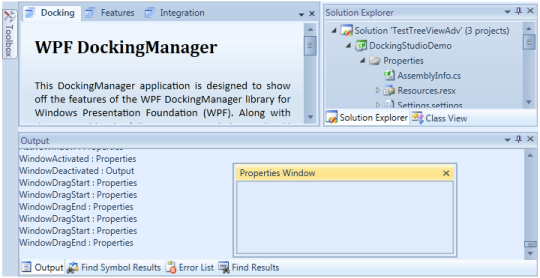 Toolbox
Docking Features Integration
WPF DockingManager
This DockingManager application is designed to show
off the features of the WPF DockingManager library for
Windows Presentation Foundation (WPF). Along with
Solution Explorer
Solution 'TestTreeViewAdv' (3 projects)
DockingStudioDemo
Properties
AssemblyInfo.cs
Resources.resx
Settings.settings
Solution Explorer Class View
Output
WindowActivated : Properties
WindowDeactivated : Output
WindowDragStart : Properties
WindowDragStart : Properties
WindowDragEnd : Properties
WindowDragStart : Properties
WindowDragEnd : Properties
WindowDragEnd : Properties
Properties Window
Output Find Symbol Results Error List Find Results